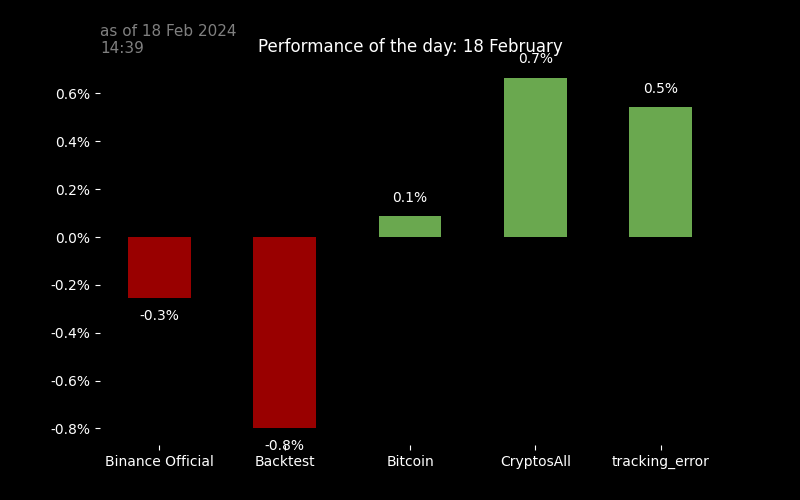 as of 18 Feb 2024
14:39
Performance of the day: 18 February
0.7%
0.6%
0.5%
0.4%
0.2%
0.1%
0.0%
-0.2%
-0.3%
-0.4%
-0.6%
-0.8%
-0.8%
Binance Official
Backtest
Bitcoin
CryptosAll
tracking_error